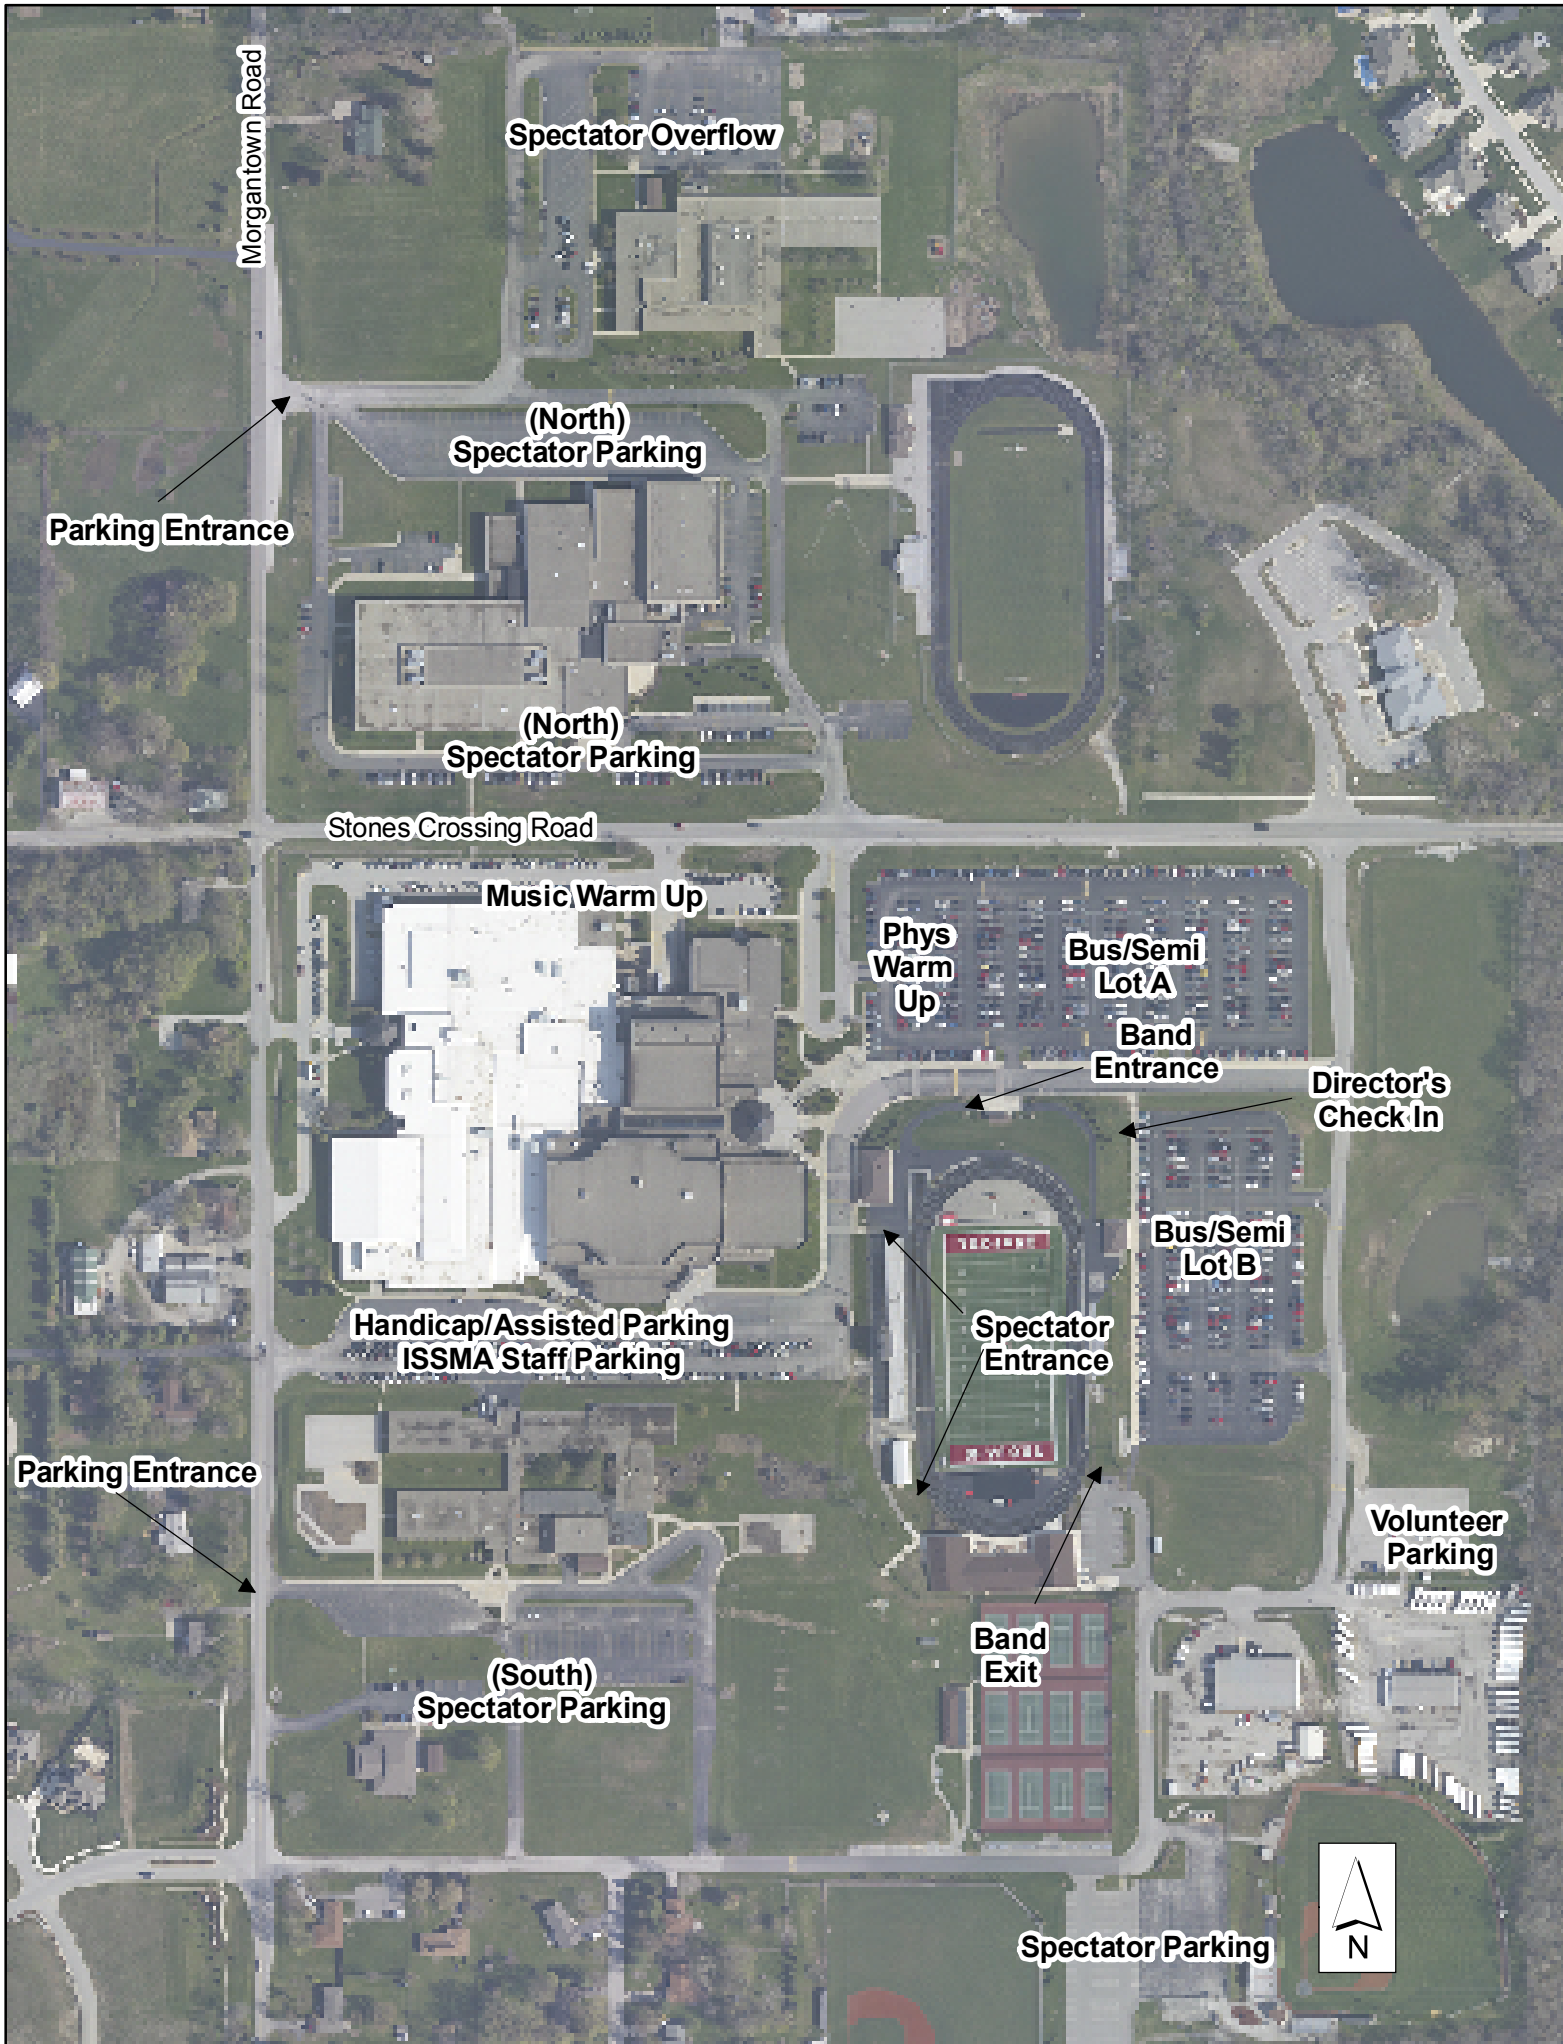 Morgantown Road
Spectator Overflow
(North)
Spectator Parking
Parking Entrance
(North)
Spectator Parking
Stones Crossing Road
Music Warm Up
Phys
Warm
Up
Bus/Semi
Lot A
Band
Entrance
Director's
Check In
Bus/Semi
Lot B
Spectator
Entrance
Handicap/Assisted Parking
ISSMA Staff Parking
Parking Entrance
Volunteer
Parking
Band
Exit
(South)
Spectator Parking
Spectator Parking
N